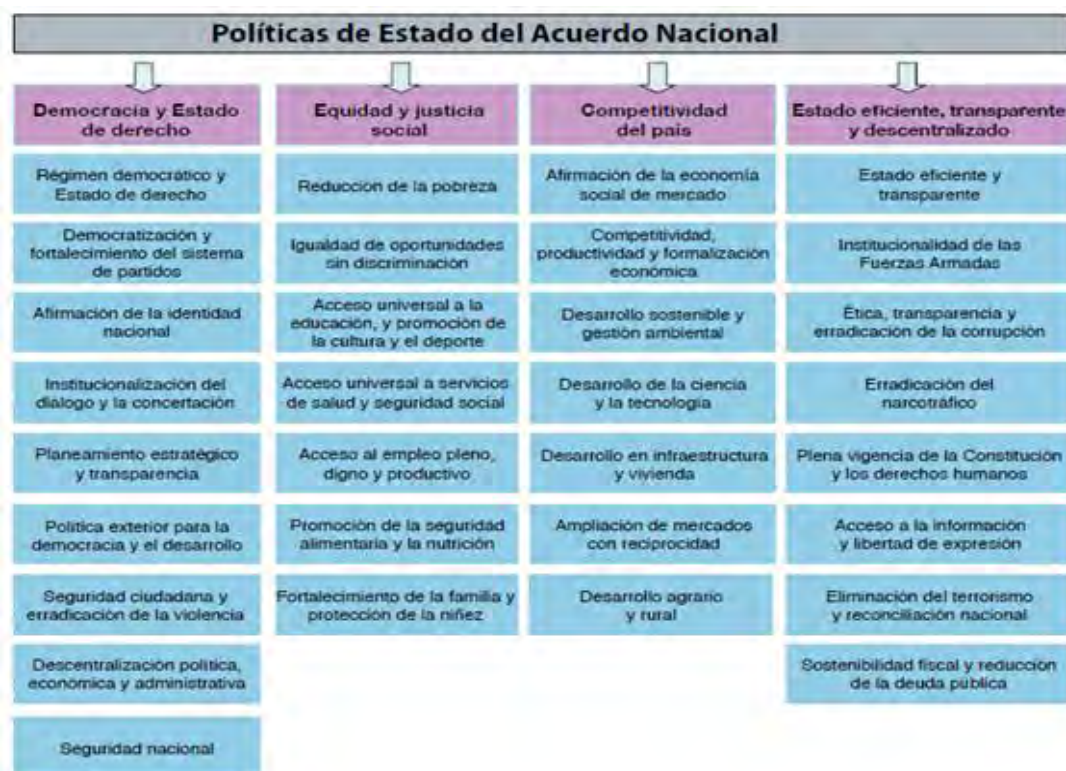 Políticas de Estado del Acuerdo Nacional
Democracia y Estado
de derecho
Régimen democrático y
Estado de derecho
Democratización y
fortalecimiento del sistema
de partidos
Afirmación de la identidad
nacional
Institucionalización del
diálogo y la concertación
Planeamiento estratégico
y transparencia
Política exterior para la
democracia y el desarrollo
Seguridad ciudadana y
erradicación de la violencia
Descentralización política,
económica y administrativa
Seguridad nacional
Equidad y justicia
social
Reducción de la pobreza
Igualdad de oportunidades
sin discriminación
Acceso universal a la
educación, y promoción de
la cultura y el deporte
Acceso universal a servicios
de salud y seguridad social
Acceso al empleo pleno,
digno y productivo
Promoción de la seguridad
alimentaria y la nutrición
Fortalecimiento de la familia y
protección de la niñez
Competitividad
del país
Afirmación de la economía
social de mercado
Competitividad,
productividad y formalización
económica
Desarrollo sostenible y
gestión ambiental
Desarrollo de la ciencia
y la tecnología
Desarrollo en infraestructura
y vivienda
Ampliación de mercados
con reciprocidad
Desarrollo agrario
y rural
Estado eficiente, transparente
y descentralizado
Estado eficiente y
transparente
Institucionalidad de las
Fuerzas Armadas
Ética, transparencia y
erradicación de la corrupción
Erradicación del
narcotráfico
Plena vigencia de la Constitución
y los derechos humanos
Acceso a la información
y libertad de expresión
Eliminación del terrorismo
y reconciliación nacional
Sostenibilidad fiscal y reducción
de la deuda pública